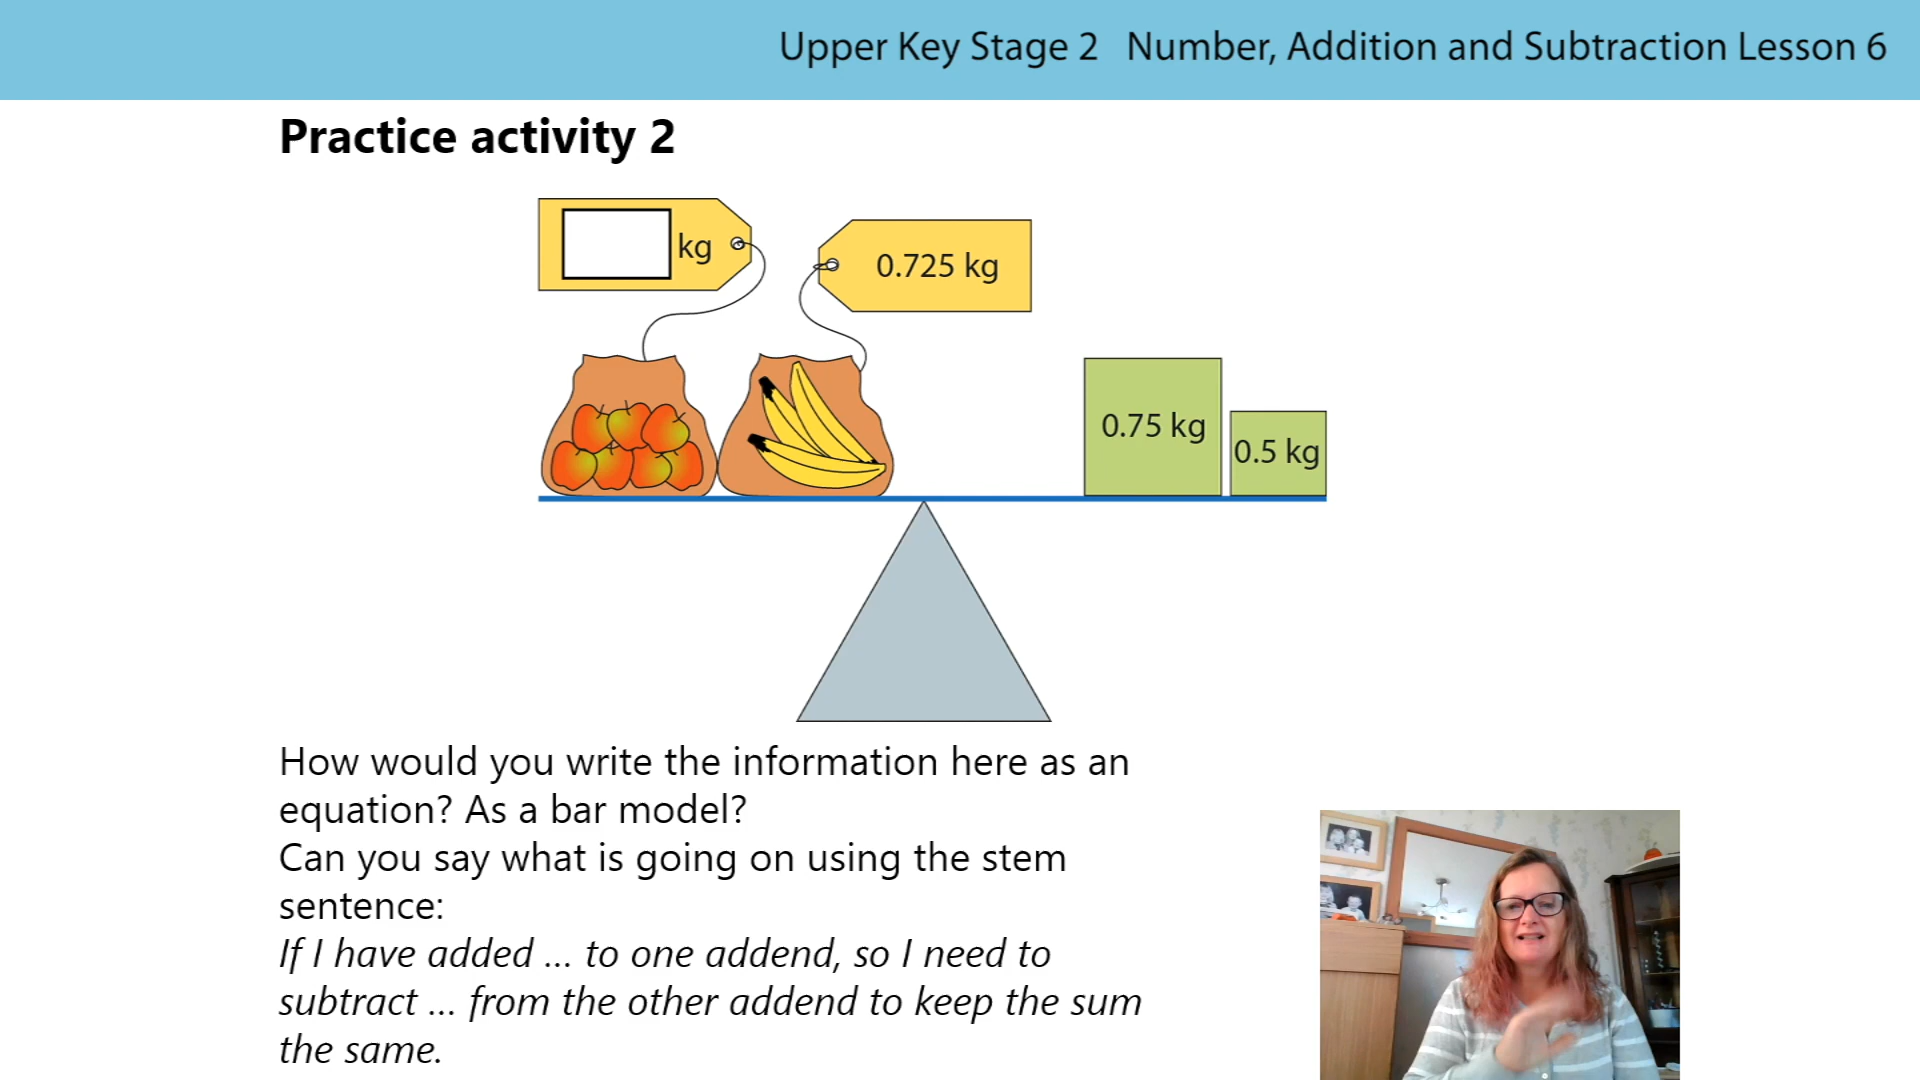 Upper Key Stage 2 Number, Addition and Subtraction Lesson 6
Practice activity 2
kg
0.725 kg
0.75 kg
0.5 kg
How would you write the information here as an
equation? As a bar model?
Can you say what is going on using the stem
sentence:
If I have added ... to one addend, so I need to
subtract ... from the other addend to keep the sum
the same.